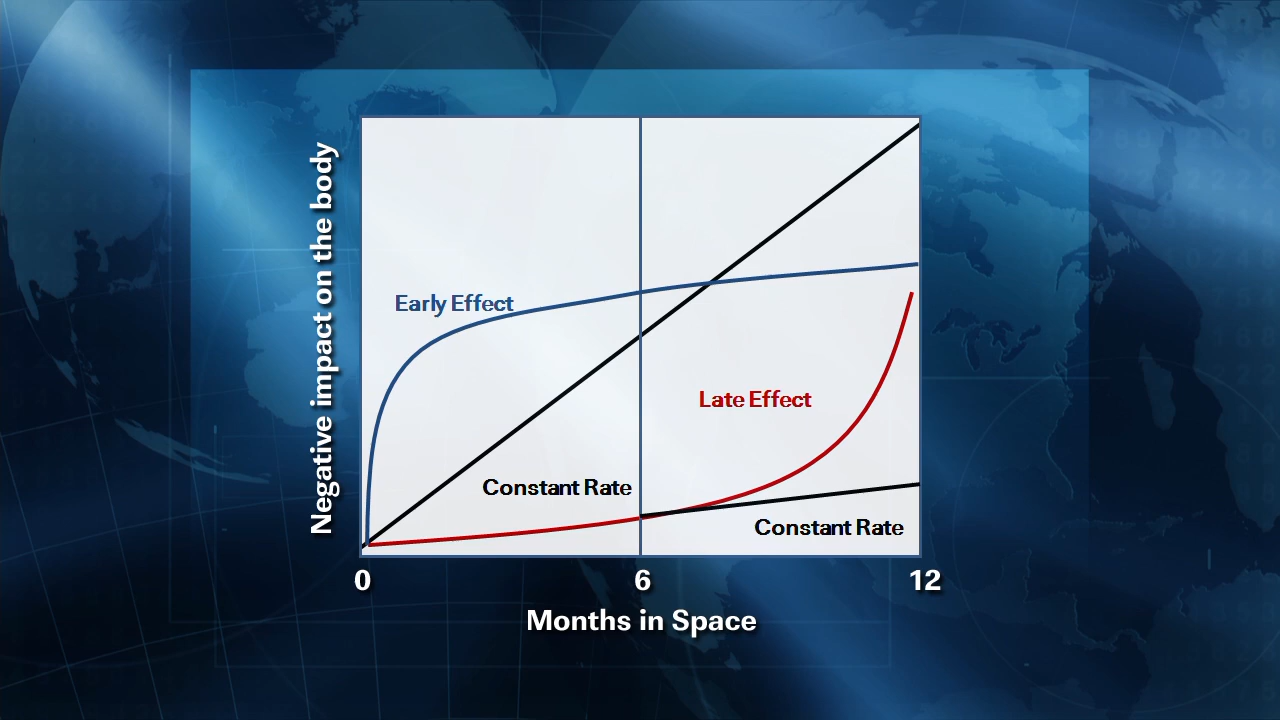 Negative impact on the body
Early Effect
Late Effect
Constant Rate
Constant Rate
0
6
12
Months in Space